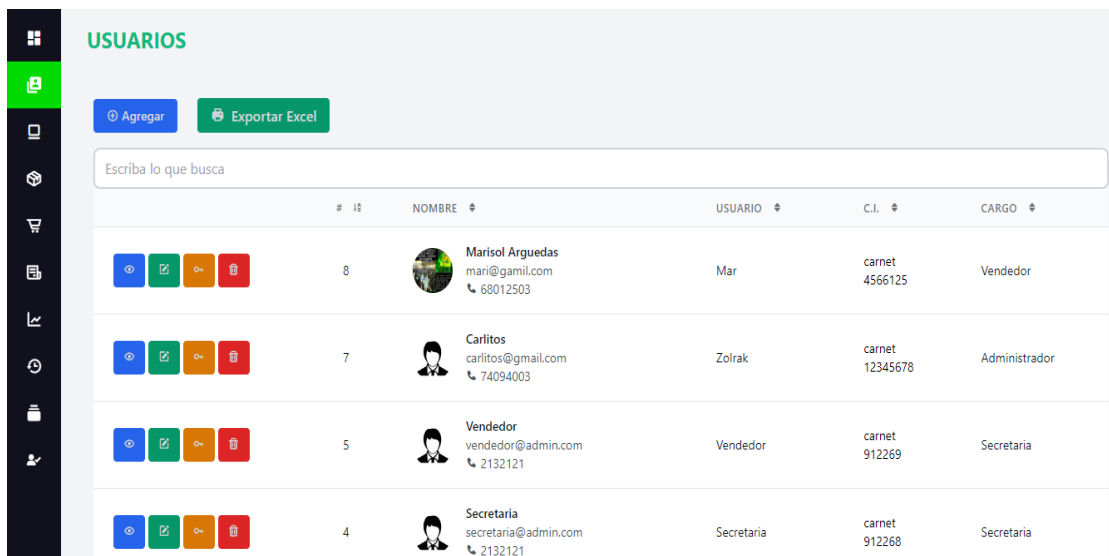 USUARIOS
Agregar
Exportar Excel
Escriba lo que busca
# NOMBRE USUARIO C.I. CARGO
8 Marisol Arguedas mari@gamil.com 68012503 Mar carnet 4566125 Vendedor
7 Carlitos carlitos@gmail.com 74094003 Zolrak carnet 12345678 Administrador
5 Vendedor vendedor@admin.com 2132121 Vendedor carnet 912269 Secretaria
4 Secretaria secretaria@admin.com 2132121 Secretaria carnet 912268 Secretaria